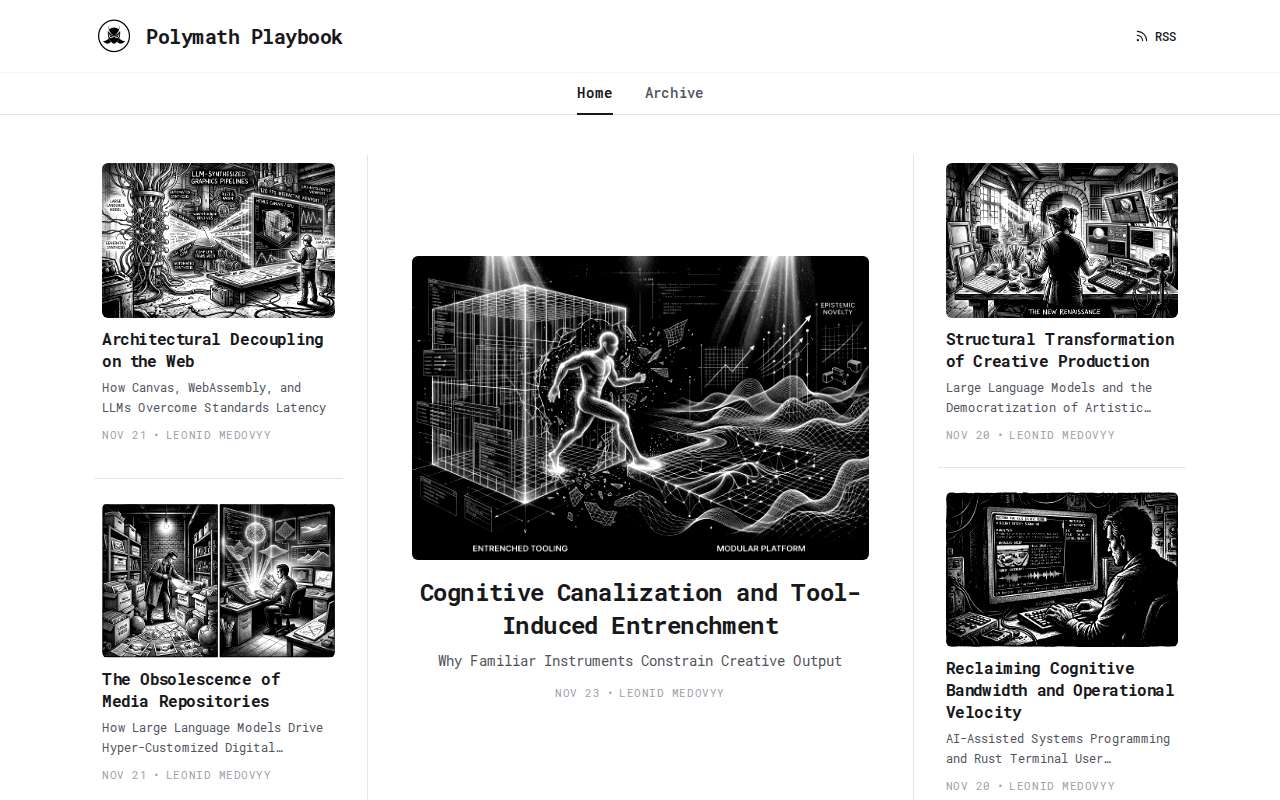 Polymath Playbook
RSS
Home
Archive
LLM-SYNTHESIZED
GRAPHICS PIPELINES
Architectural Decoupling
on the Web
How Canvas, WebAssembly, and
LLMs Overcome Standards Latency
NOV 21 • LEONID MEDOVYY
The Obsolescence of
Media Repositories
How Large Language Models Drive
Hyper-Customized Digital…
NOV 21 • LEONID MEDOVYY
EPISTEMIC
NOVELTY
ENTRENCHED TOOLING
MODULAR PLATFORM
Cognitive Canalization and Tool-
Induced Entrenchment
Why Familiar Instruments Constrain Creative Output
NOV 23 • LEONID MEDOVYY
THE NEW RENAISSANCE
Structural Transformation
of Creative Production
Large Language Models and the
Democratization of Artistic…
NOV 20 • LEONID MEDOVYY
Reclaiming Cognitive
Bandwidth and Operational
Velocity
AI-Assisted Systems Programming
and Rust Terminal User…
NOV 20 • LEONID MEDOVYY